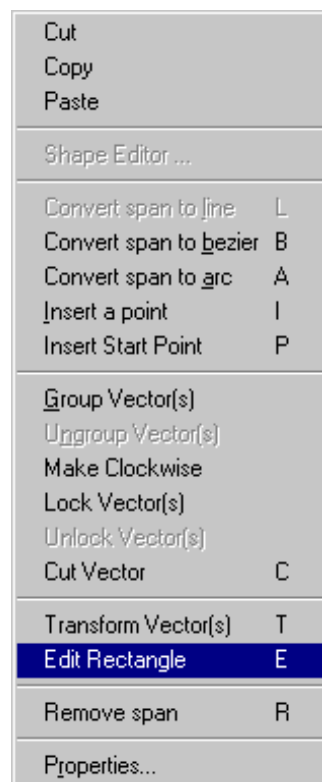 Cut
Copy
Paste
Shape Editor ...
Convert span to line L
Convert span to bezier B
Convert span to arc A
Insert a point I
Insert Start Point P
Group Vector(s)
Ungroup Vector(s)
Make Clockwise
Lock Vector(s)
Unlock Vector(s)
Cut Vector C
Transform Vector(s) T
Edit Rectangle E
Remove span R
Properties...